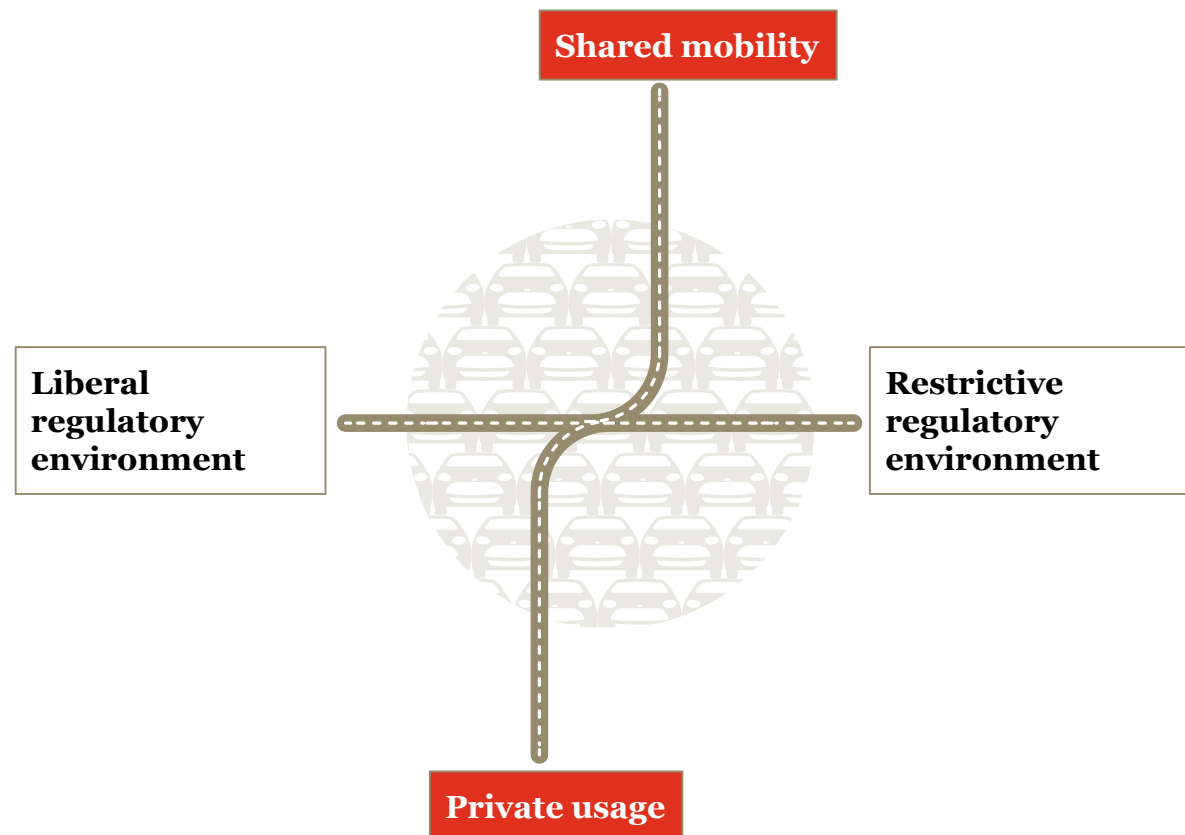 Shared mobility
Liberal
regulatory
environment
Restrictive
regulatory
environment
Private usage